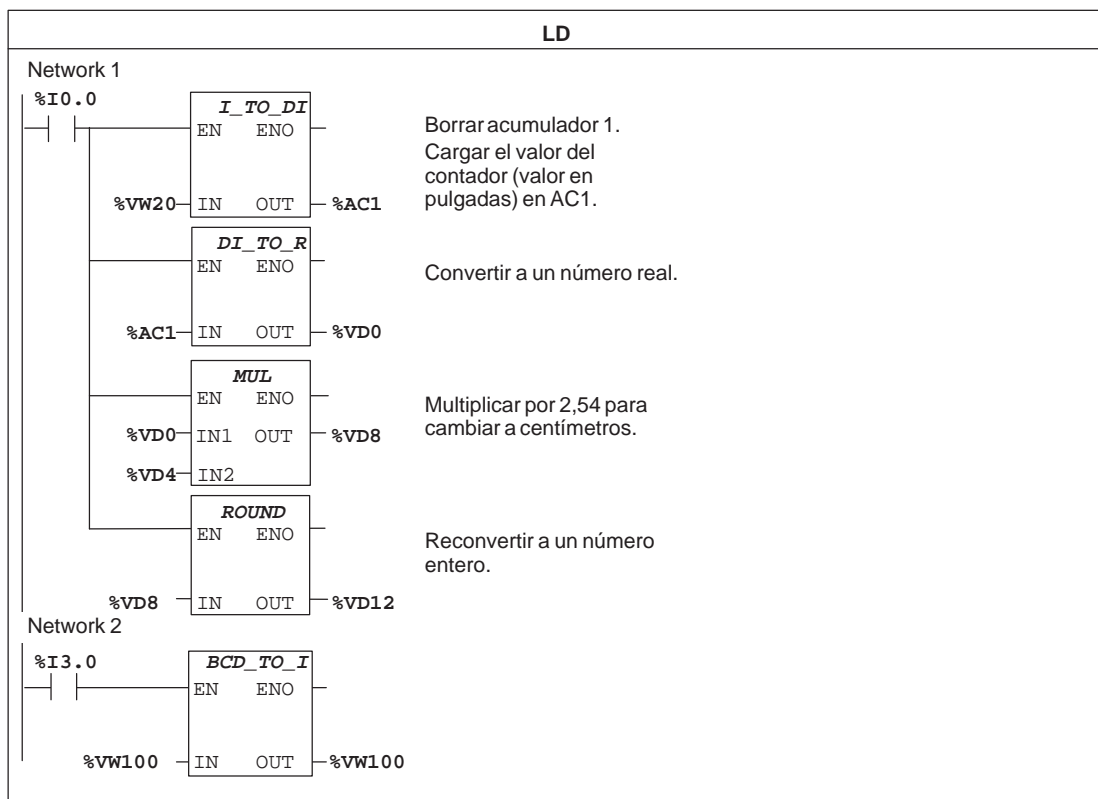 LD
Network 1
%I0.0
I_TO_DI
EN ENO
%VW20 IN OUT %AC1
Borrar acumulador 1.
Cargar el valor del
contador (valor en
pulgadas) en AC1.
DI_TO_R
EN ENO
%AC1 IN OUT %VD0
Convertir a un número real.
MUL
EN ENO
%VD0 IN1 OUT %VD8
%VD4 IN2
Multiplicar por 2,54 para
cambiar a centímetros.
ROUND
EN ENO
%VD8 IN OUT %VD12
Reconvertir a un número
entero.
Network 2
%I3.0
BCD_TO_I
EN ENO
%VW100 IN OUT %VW100